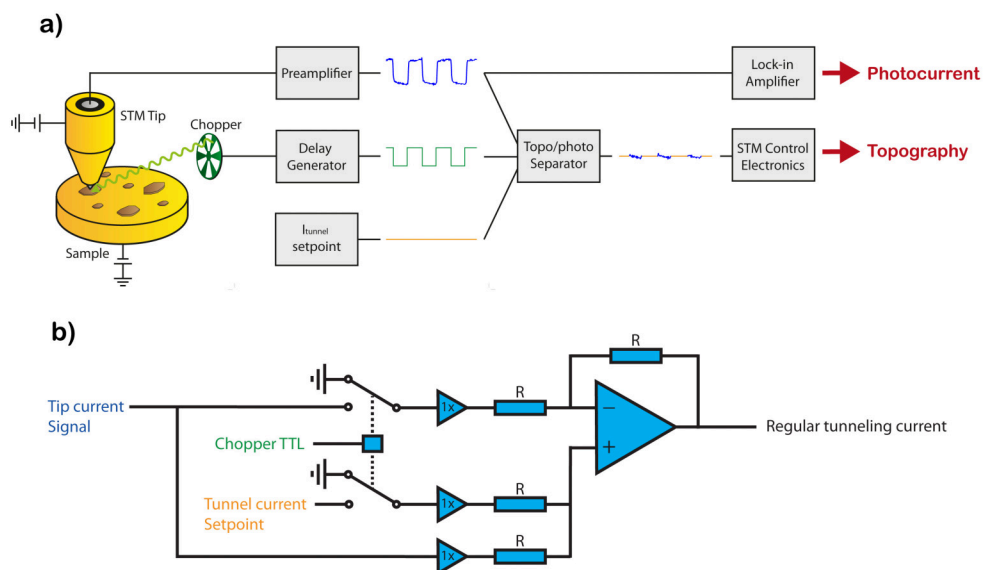 a)
Preamplifier
Lock-in
Amplifier
Photocurrent
STM Tip
Chopper
Delay
Generator
Topo/photo
Separator
STM Control
Electronics
Topography
Itunnel
setpoint
Sample
b)
R
Tip current
Signal
1x
R
−
Regular tunneling current
Chopper TTL
+
Tunnel current
Setpoint
1x
R
1x
R